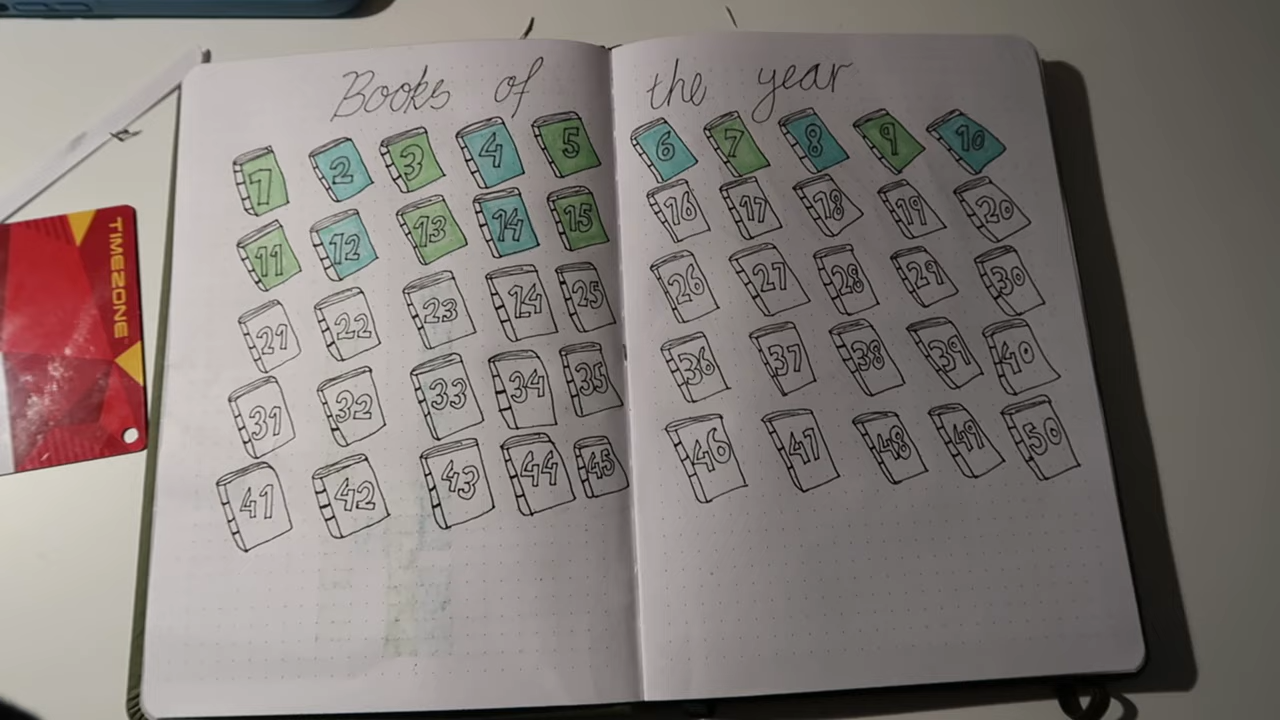 Books of the year
1 2 3 4 5 6 7 8 9 10
11 12 13 14 15 16 17 18 19 20
21 22 23 24 25 26 27 28 29 30
31 32 33 34 35 36 37 38 39 40
41 42 43 44 45 46 47 48 49 50
TIMEZONE